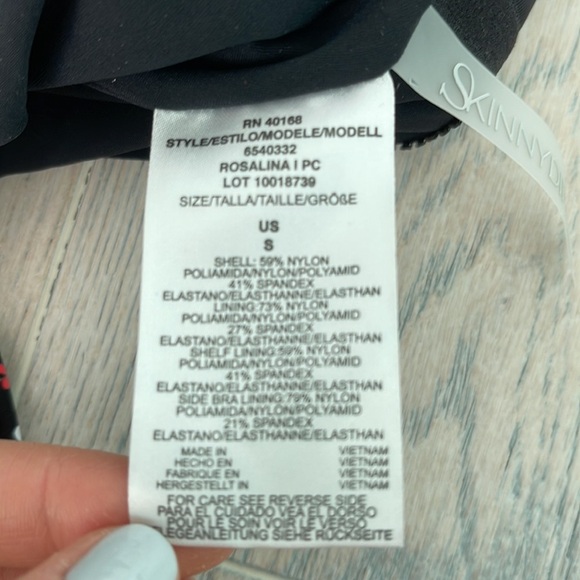 SKINNYD
RN 40168
STYLE/ESTILO/MODELE/MODELL
6540332
ROSALINA I PC
LOT 10018739
SIZE/TALLA/TAILLE/GRÖßE
US
S
SHELL: 59% NYLON
POLIAMIDA/NYLON/POLYAMID
41% SPANDEX
ELASTANO/ELASTHANNE/ELASTHAN
LINING:73% NYLON
POLIAMIDA/NYLON/POLYAMID
27% SPANDEX
ELASTANO/ELASTHANNE/ELASTHAN
SHELF LINING:59% NYLON
POLIAMIDA/NYLON/POLYAMID
41% SPANDEX
ELASTANO/ELASTHANNE/ELASTHAN
SIDE BRA LINING:79% NYLON
POLIAMIDA/NYLON/POLYAMID
21% SPANDEX
ELASTANO/ELASTHANNE/ELASTHAN
MADE IN VIETNAM
HECHO EN VIETNAM
FABRIQUE EN VIETNAM
HERGESTELLT IN VIETNAM
FOR CARE SEE REVERSE SIDE
PARA EL CUIDADO VEA EL DORSO
POUR LE SOIN VOIR LE VERSO
LEGEANLEITUNG SIEHE RÜCKSEITE